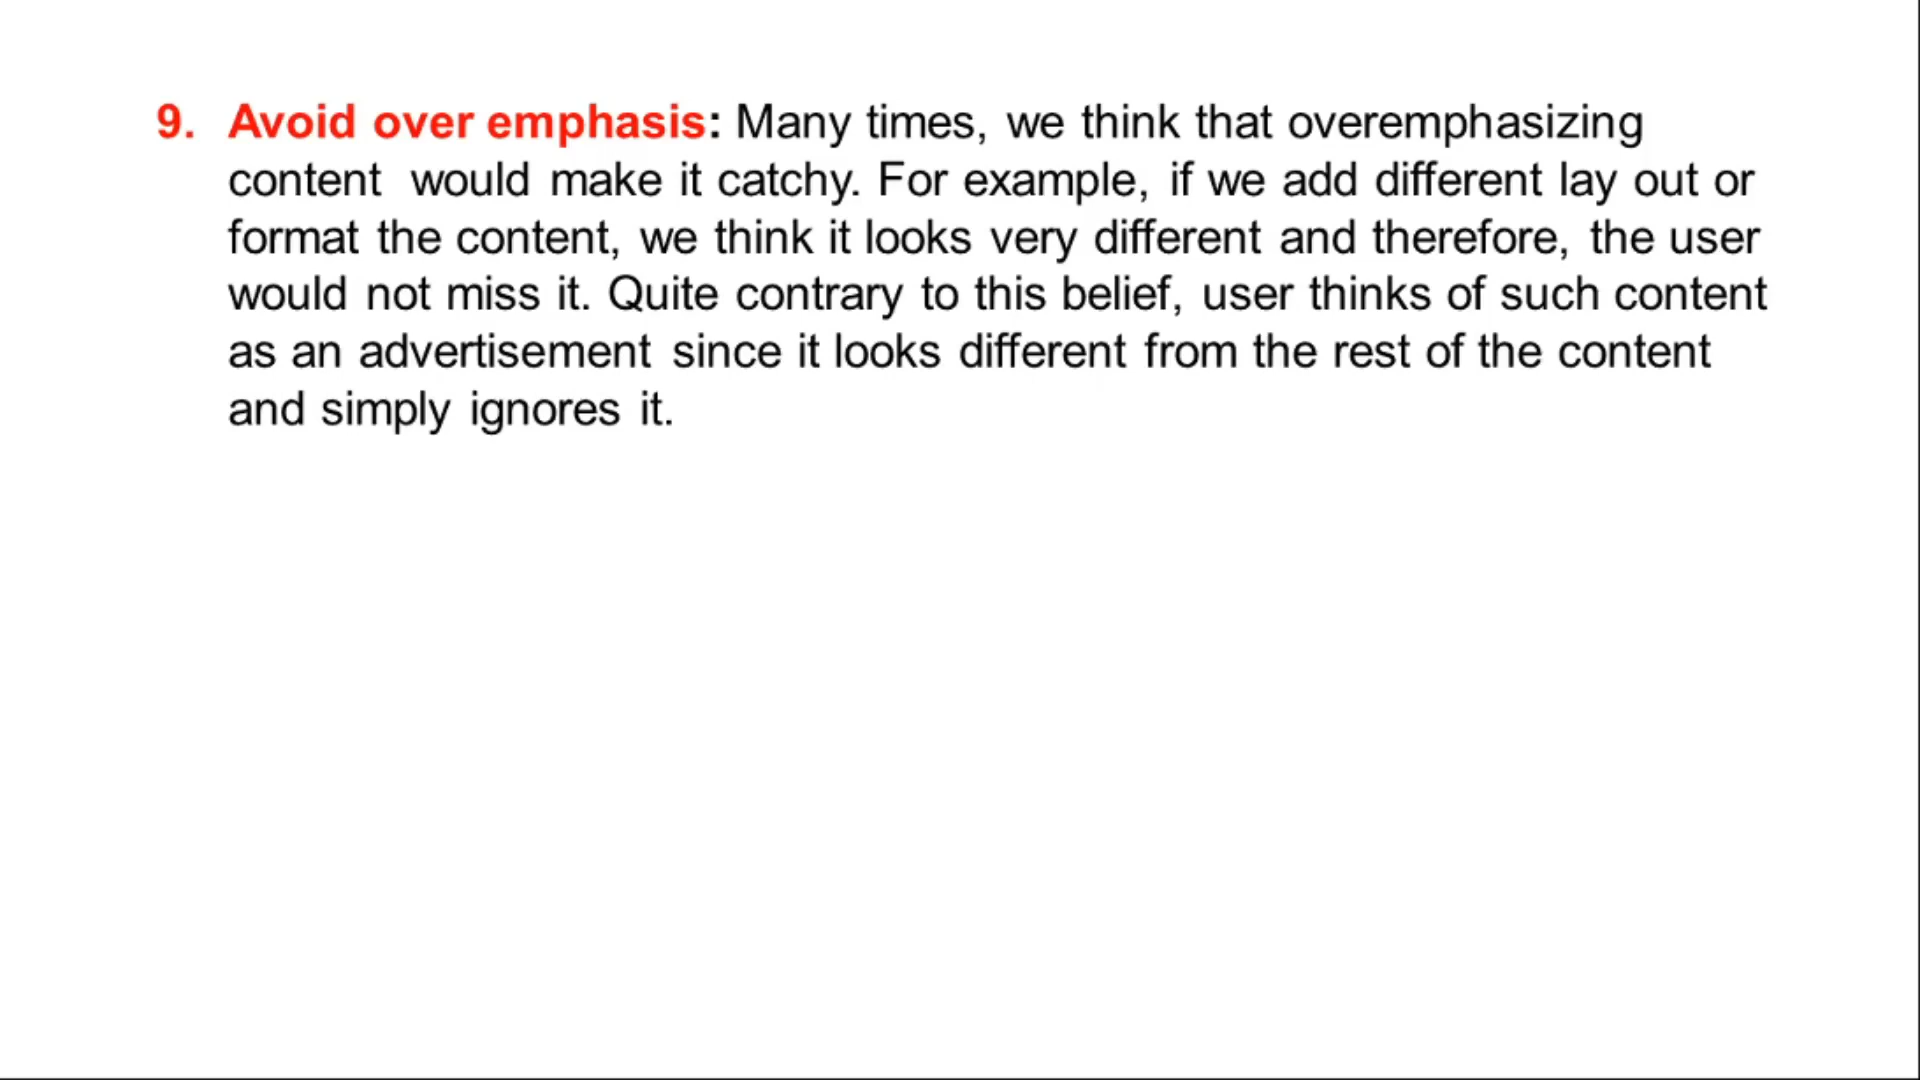 9. Avoid over emphasis: Many times, we think that overemphasizing
content would make it catchy. For example, if we add different lay out or
format the content, we think it looks very different and therefore, the user
would not miss it. Quite contrary to this belief, user thinks of such content
as an advertisement since it looks different from the rest of the content
and simply ignores it.